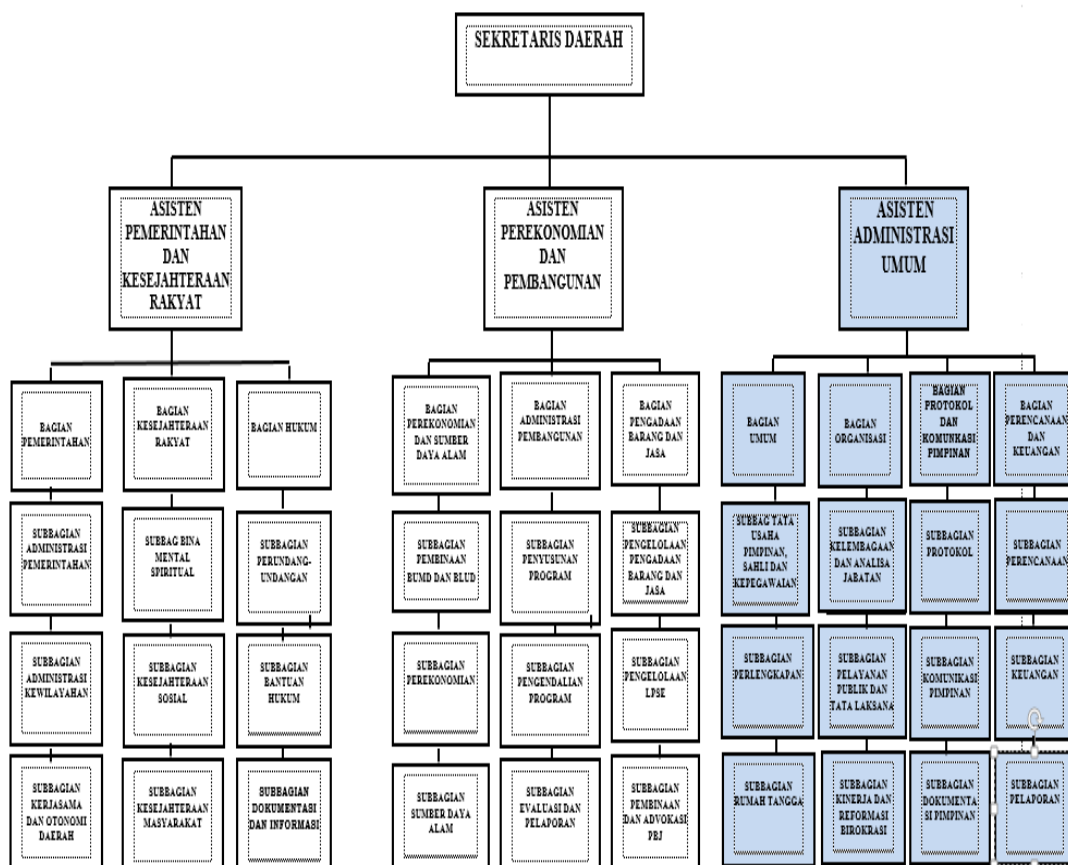 SEKRETARIS DAERAH
ASISTEN
PEMERINTAHAN
DAN
KESEJAHTERAAN
RAKYAT
ASISTEN
PEREKONOMIAN
DAN
PEMBANGUNAN
ASISTEN
ADMINISTRASI
UMUM
BAGIAN
PEMERINTAHAN
BAGIAN
KESEJAHTERAAN
RAKYAT
BAGIAN HUKUM
BAGIAN
PEREKONOMIAN
DAN SUMBER
DAYA ALAM
BAGIAN
ADMINISTRASI
PEMBANGUNAN
BAGIAN
PENGADAAN
BARANG DAN
JASA
BAGIAN
UMUM
BAGIAN
ORGANISASI
BAGIAN
PROTOKOL
DAN
KOMUNKASI
PIMPINAN
BAGIAN
PERENCANAAN
DAN
KEUANGAN
SUBBAGIAN
ADMINISTRASI
PEMERINTAHAN
SUBBAG BINA
MENTAL
SPIRITUAL
SUBBAGIAN
PERUNDANG-
UNDANGAN
SUBBAGIAN
PEMBINAAN
BUMD DAN BLUD
SUBBAGIAN
PENYUSUNAN
PROGRAM
SUBBAGIAN
PENGELOLAAN
PENGADAAN
BARANG DAN
JASA
SUBBAG TATA
USAHA
PIMPINAN,
SAHLI DAN
KEPEGAWAIAN
SUBBAGIAN
KELEMBAGAAN
DAN ANALISA
JABATAN
SUBBAGIAN
PROTOKOL
SUBBAGIAN
PERENCANAAN
SUBBAGIAN
ADMINISTRASI
KEWILAYAHAN
SUBBAGIAN
KESEJAHTERAAN
SOSIAL
SUBBAGIAN
BANTUAN
HUKUM
SUBBAGIAN
PEREKONOMIAN
SUBBAGIAN
PENGENDALIAN
PROGRAM
SUBBAGIAN
PENGELOLAAN
LPSE
SUBBAGIAN
PERLENGKAPAN
SUBBAGIAN
PELAYANAN
PUBLIK DAN
TATA LAKSANA
SUBBAGIAN
KOMUNIKASI
PIMPINAN
SUBBAGIAN
KEUANGAN
SUBBAGIAN
KERJASAMA
DAN OTONOMI
DAERAH
SUBBAGIAN
KESEJAHTERAAN
MASYARAKAT
SUBBAGIAN
DOKUMENTASI
DAN INFORMASI
SUBBAGIAN
SUMBER DAYA
ALAM
SUBBAGIAN
EVALUASI DAN
PELAPORAN
SUBBAGIAN
PEMBINAAN
DAN ADVOKASI
PBJ
SUBBAGIAN
RUMAH TANGGA
SUBBAGIAN
KINERJA DAN
REFORMASI
BIROKRASI
SUBBAGIAN
DOKUMENTA
SI PIMPINAN
SUBBAGIAN
PELAPORAN